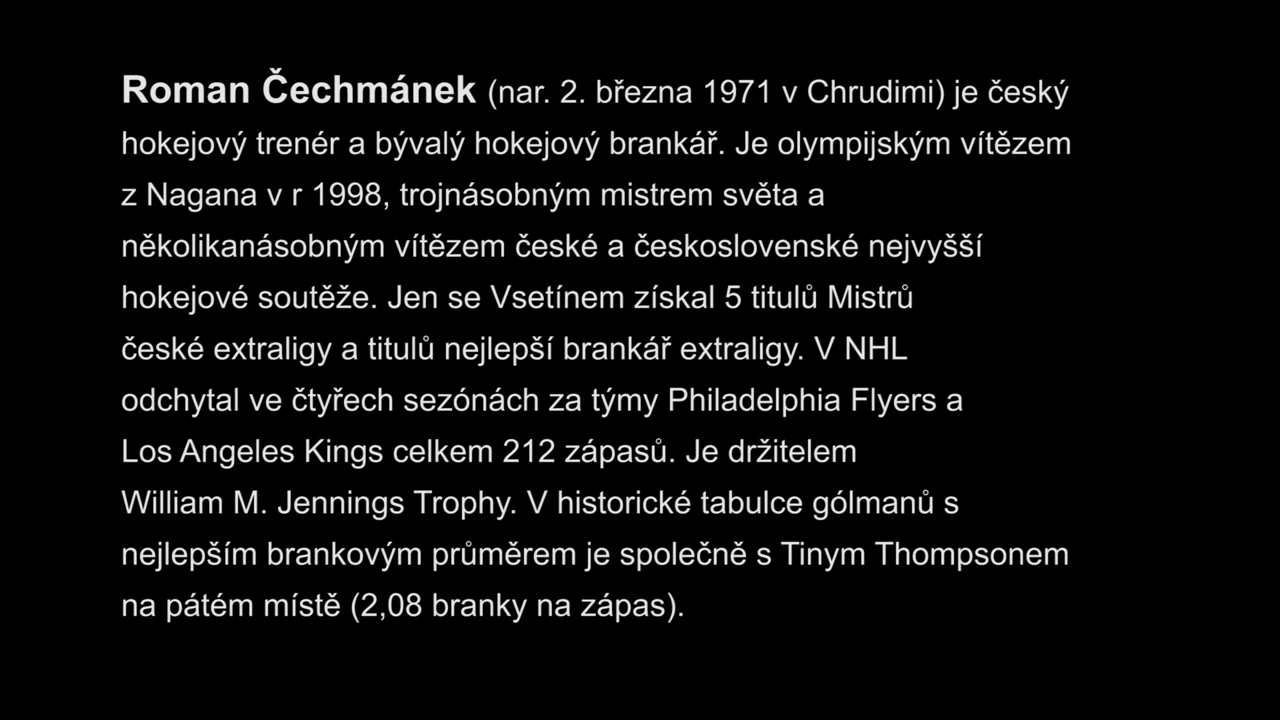 Roman Čechmánek (nar. 2. března 1971 v Chrudimi) je český
hokejový trenér a bývalý hokejový brankář. Je olympijským vítězem
z Nagana v r 1998, trojnásobným mistrem světa a
několikanásobným vítězem české a československé nejvyšší
hokejové soutěže. Jen se Vsetínem získal 5 titulů Mistrů
české extraligy a titulů nejlepší brankář extraligy. V NHL
odchytal ve čtyřech sezónách za týmy Philadelphia Flyers a
Los Angeles Kings celkem 212 zápasů. Je držitelem
William M. Jennings Trophy. V historické tabulce gólmanů s
nejlepším brankovým průměrem je společně s Tinym Thompsonem
na pátém místě (2,08 branky na zápas).